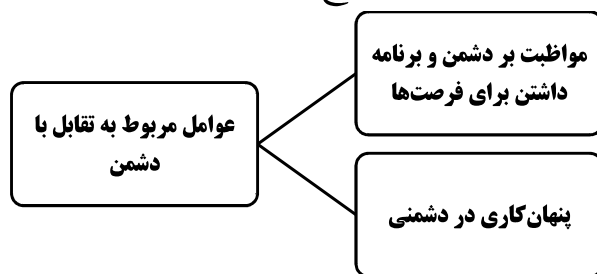 مواظبت بر دشمن و برنامه
داشتن برای فرصت‌ها
عوامل مربوط به تقابل با
دشمن
پنهان‌کاری در دشمنی